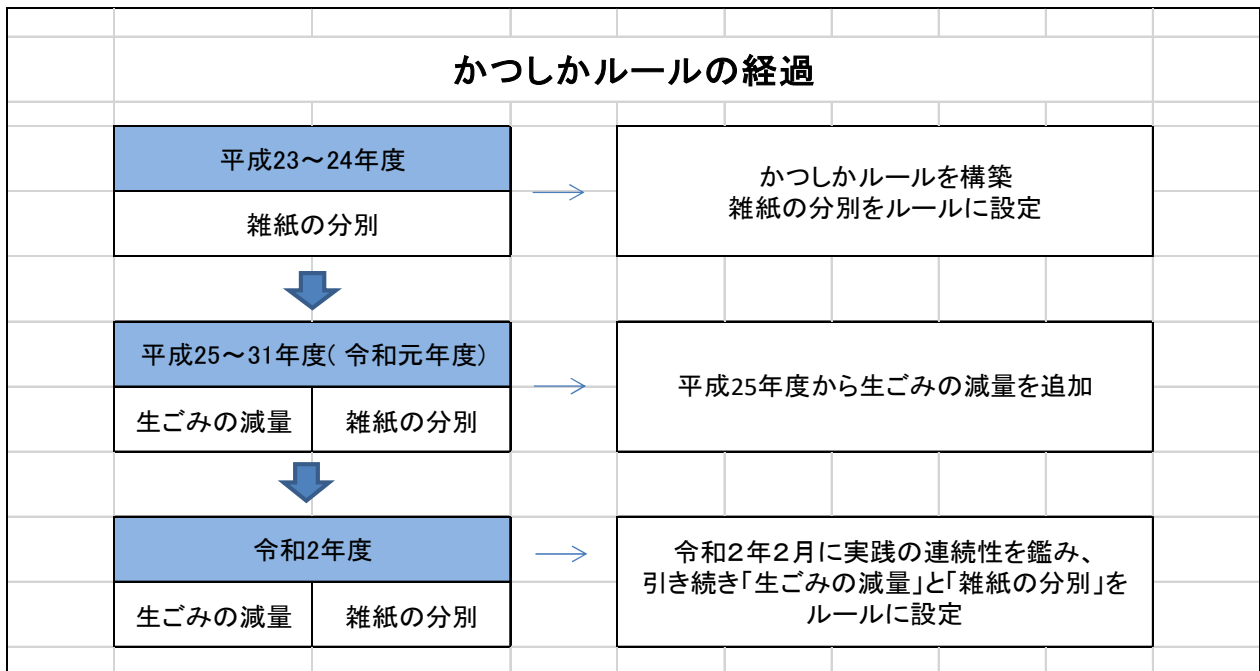 かつしかルールの経過
平成23～24年度
雑紙の分別
かつしかルールを構築
雑紙の分別をルールに設定
平成25～31年度( 令和元年度)
生ごみの減量
雑紙の分別
平成25年度から生ごみの減量を追加
令和2年度
生ごみの減量
雑紙の分別
令和２年２月に実践の連続性を鑑み、
引き続き「生ごみの減量」と「雑紙の分別」を
ルールに設定